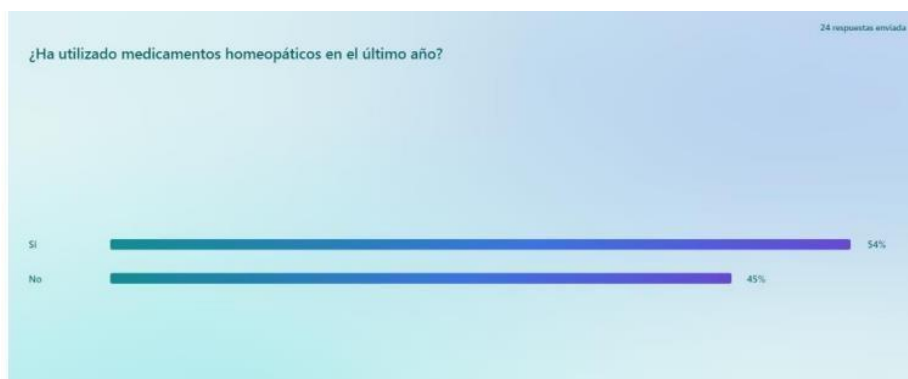 24 respuestas enviada
¿Ha utilizado medicamentos homeopáticos en el último año?
Sí 54%
No 45%